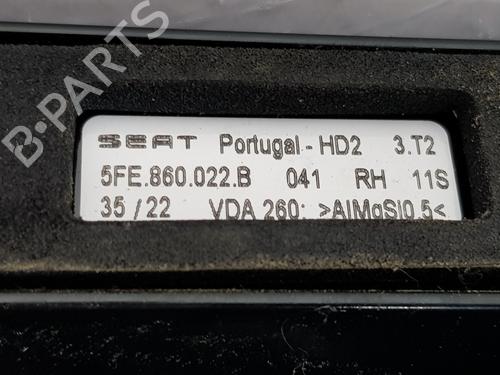 B-PARTS
SEAT Portugal - HD2 3.T2
5FE.860.022.B 041 RH 11S
35 / 22 VDA 260: >AlMgSi0.5<